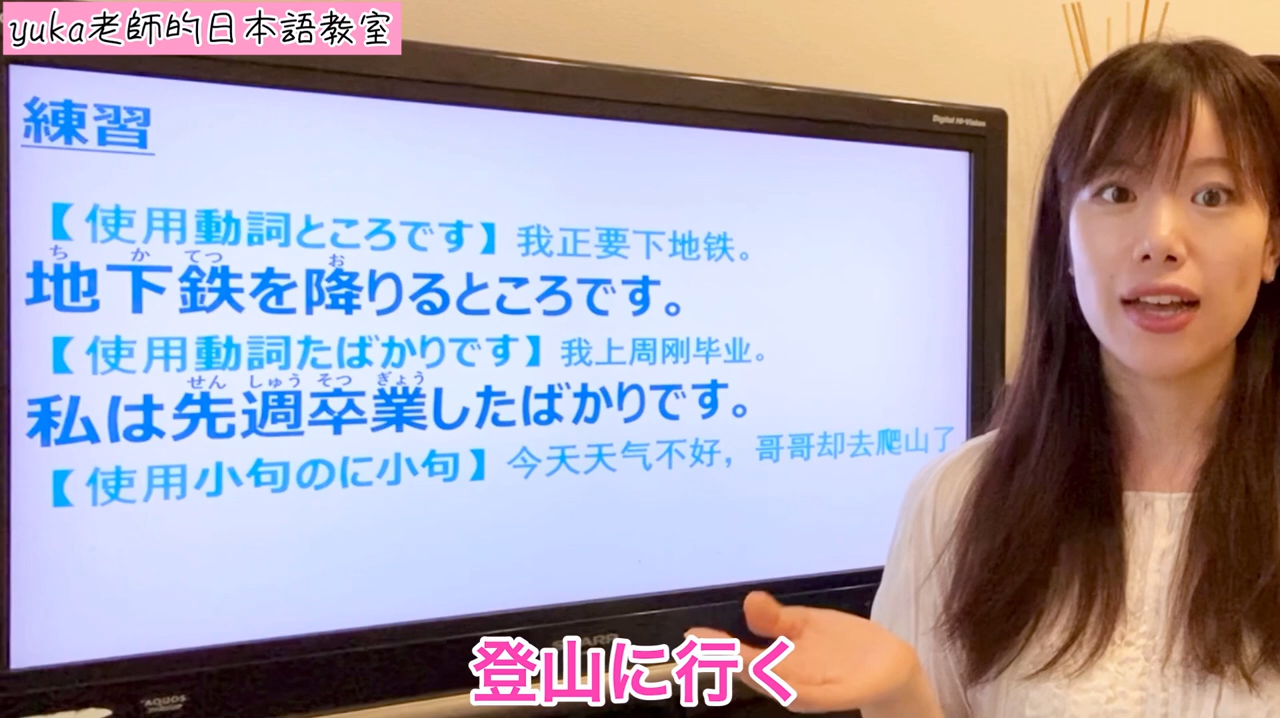 yuka老師的日本語教室
Digital Hi-Vision
練習
【使用動詞ところです】我正要下地铁。
ち か てつ お
地下鉄を降りるところです。
【使用動詞たばかりです】我上周刚毕业。
せん しゅう そつ ぎょう
私は先週卒業したばかりです。
【使用小句のに小句】今天天气不好，哥哥却去爬山了
SHARP
登山に行く
AQUOS